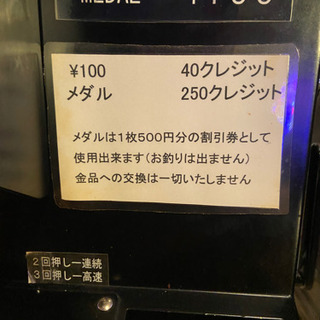 MEDAL
¥100 40クレジット
メダル 250クレジット
メダルは1枚500円分の割引券として
使用出来ます(お釣りは出ません)
金品への交換は一切いたしません
2回押し－連続
3回押し－高速